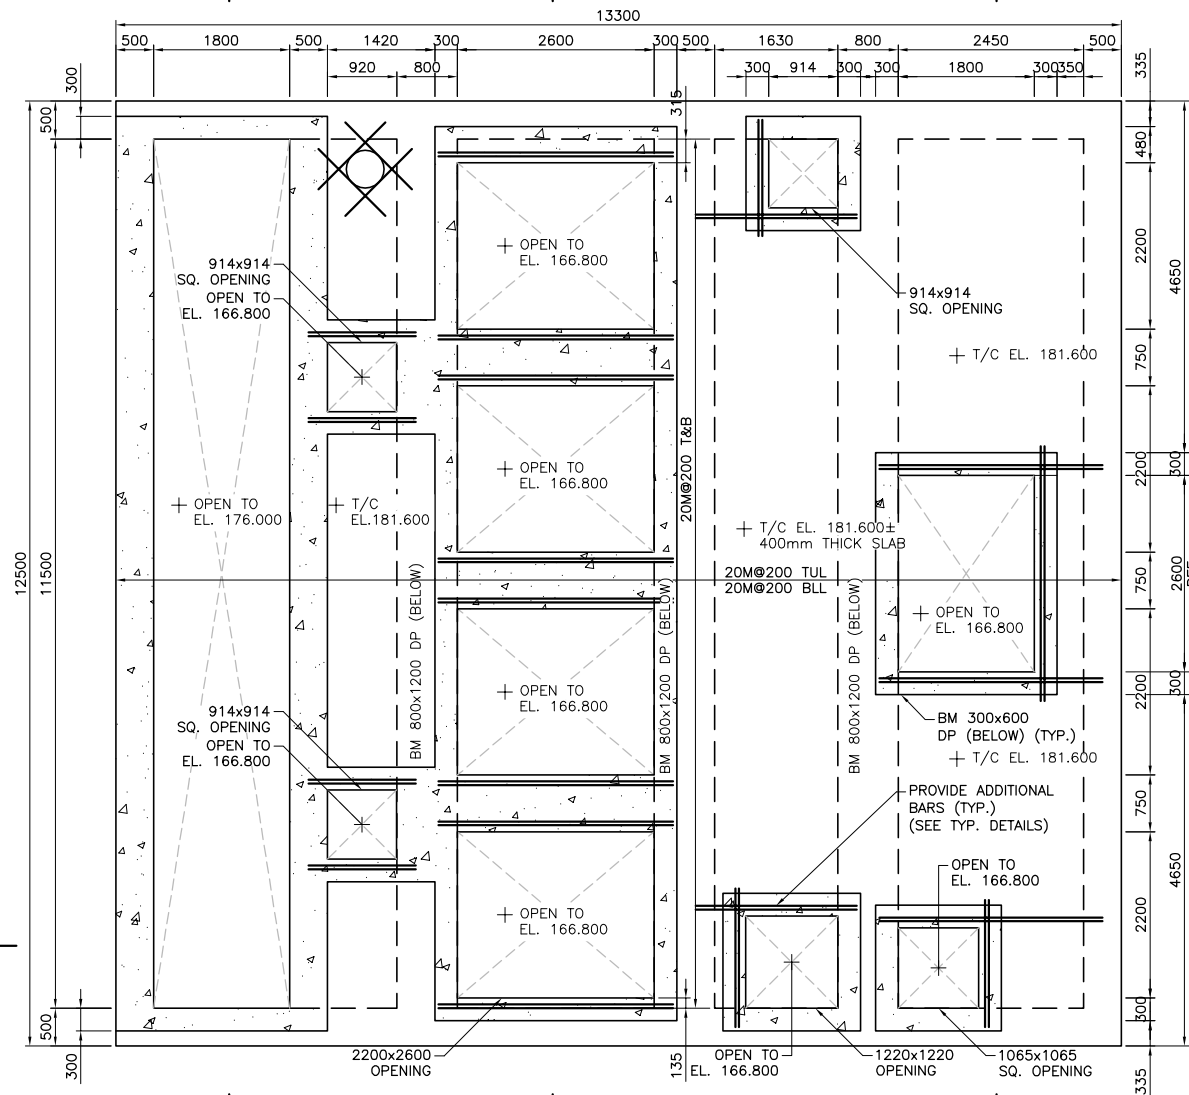 13300
500
1800
500
1420
300
2600
300
500
1630
800
2450
500
920
800
300
914
300
300
1800
300
350
335
300
500
315
480
914x914
SQ. OPENING
OPEN TO
EL. 166.800
OPEN TO
EL. 166.800
914x914
SQ. OPENING
2200
4650
T/C EL. 181.600
750
20M@200 T&B
OPEN TO
EL. 166.800
2200
300
OPEN TO
EL. 176.000
T/C
EL.181.600
T/C EL. 181.600±
400mm THICK SLAB
12500
11500
20M@200 TUL
20M@200 BLL
750
2600
BM 800x1200 DP (BELOW)
BM 800x1200 DP (BELOW)
BM 800x1200 DP (BELOW)
OPEN TO
EL. 166.800
OPEN TO
EL. 166.800
2200
300
914x914
SQ. OPENING
OPEN TO
EL. 166.800
BM 300x600
DP (BELOW) (TYP.)
T/C EL. 181.600
750
PROVIDE ADDITIONAL
BARS (TYP.)
(SEE TYP. DETAILS)
4650
OPEN TO
EL. 166.800
OPEN TO
EL. 166.800
2200
300
500
300
2200x2600
OPENING
135
OPEN TO
EL. 166.800
1220x1220
OPENING
1065x1065
SQ. OPENING
335